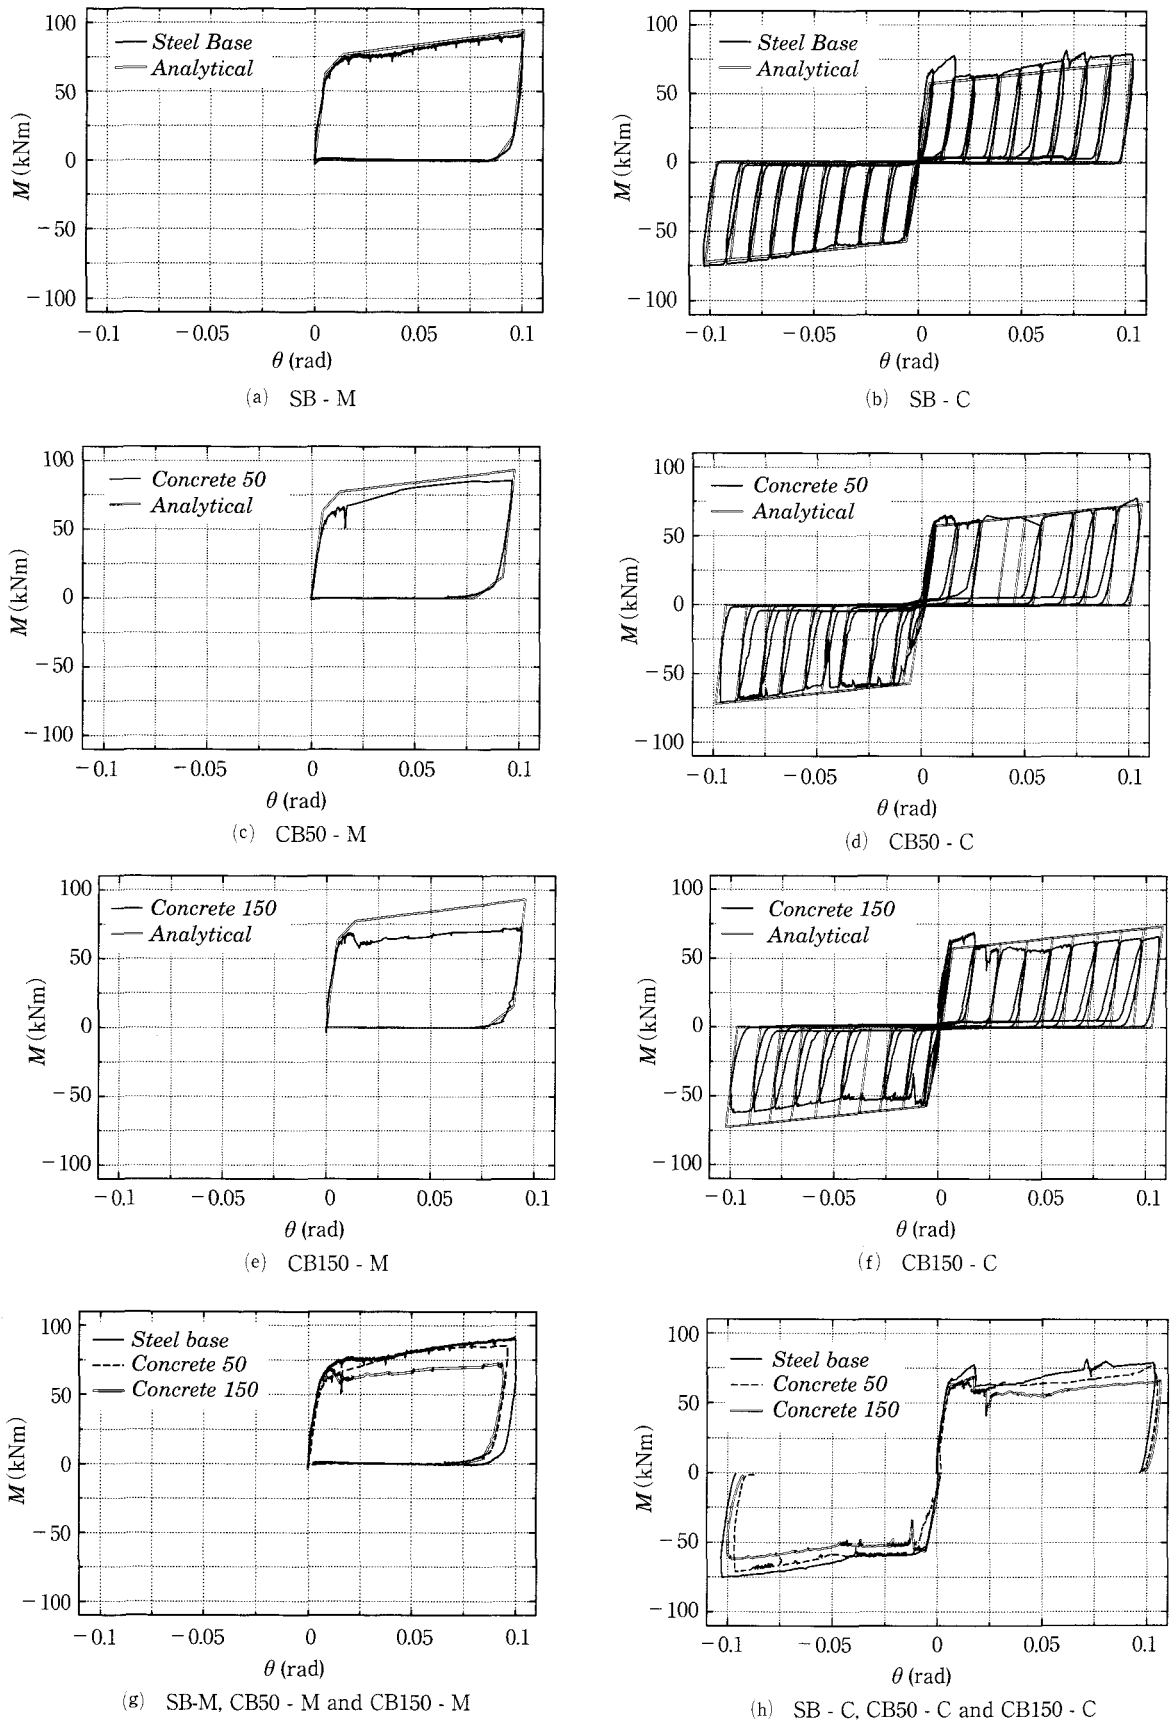 100
50
0
−50
−100
M (kNm)
Steel Base
Analytical
−0.1 −0.05 0 0.05 0.1
θ (rad)
(a) SB - M
100
50
0
−50
−100
M (kNm)
Steel Base
Analytical
−0.1 −0.05 0 0.05 0.1
θ (rad)
(b) SB - C
100
50
0
−50
−100
M (kNm)
Concrete 50
Analytical
−0.1 −0.05 0 0.05 0.1
θ (rad)
(c) CB50 - M
100
50
0
−50
−100
M (kNm)
Concrete 50
Analytical
−0.1 −0.05 0 0.05 0.1
θ (rad)
(d) CB50 - C
100
50
0
−50
−100
M (kNm)
Concrete 150
Analytical
−0.1 −0.05 0 0.05 0.1
θ (rad)
(e) CB150 - M
100
50
0
−50
−100
M (kNm)
Concrete 150
Analytical
−0.1 −0.05 0 0.05 0.1
θ (rad)
(f) CB150 - C
100
50
0
−50
−100
M (kNm)
Steel base
Concrete 50
Concrete 150
−0.1 −0.05 0 0.05 0.1
θ (rad)
(g) SB-M, CB50 - M and CB150 - M
100
50
0
−50
−100
M (kNm)
Steel base
Concrete 50
Concrete 150
−0.1 −0.05 0 0.05 0.1
θ (rad)
(h) SB - C, CB50 - C and CB150 - C